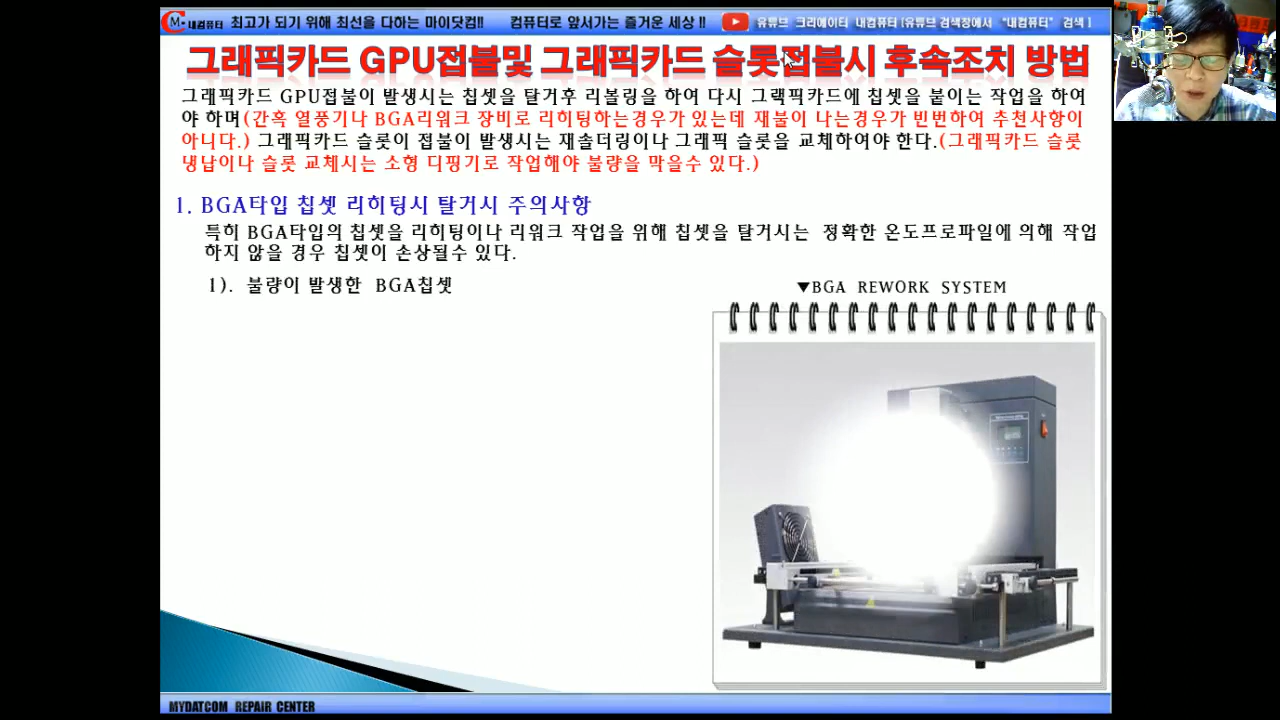 내컴퓨터 최고가 되기 위해 최선을 다하는 마이닷컴!! 컴퓨터로 앞서가는 즐거운 세상 !! 유튜브 크리에이터 내컴퓨터 [유튜브 검색창에서 "내컴퓨터" 검색 ]
그래픽카드 GPU접불및 그래픽카드 슬롯접불시 후속조치 방법
그래픽카드 GPU접불이 발생시는 칩셋을 탈거후 리볼링을 하여 다시 그랙픽카드에 칩셋을 붙이는 작업을 하여
야 하며(간혹 열풍기나 BGA리워크 장비로 리히팅하는경우가 있는데 재불이 나는경우가 빈번하여 추천사항이
아니다.) 그래픽카드 슬롯이 접불이 발생시는 재솔더링이나 그래픽 슬롯을 교체하여야 한다.(그래픽카드 슬롯
냉납이나 슬롯 교체시는 소형 디핑기로 작업해야 불량을 막을수 있다.)
1. BGA타입 칩셋 리히팅시 탈거시 주의사항
특히 BGA타입의 칩셋을 리히팅이나 리워크 작업을 위해 칩셋을 탈거시는 정확한 온도프로파일에 의해 작업
하지 않을 경우 칩셋이 손상될수 있다.
1). 불량이 발생한 BGA칩셋
▼BGA REWORK SYSTEM
MYDATCOM REPAIR CENTER